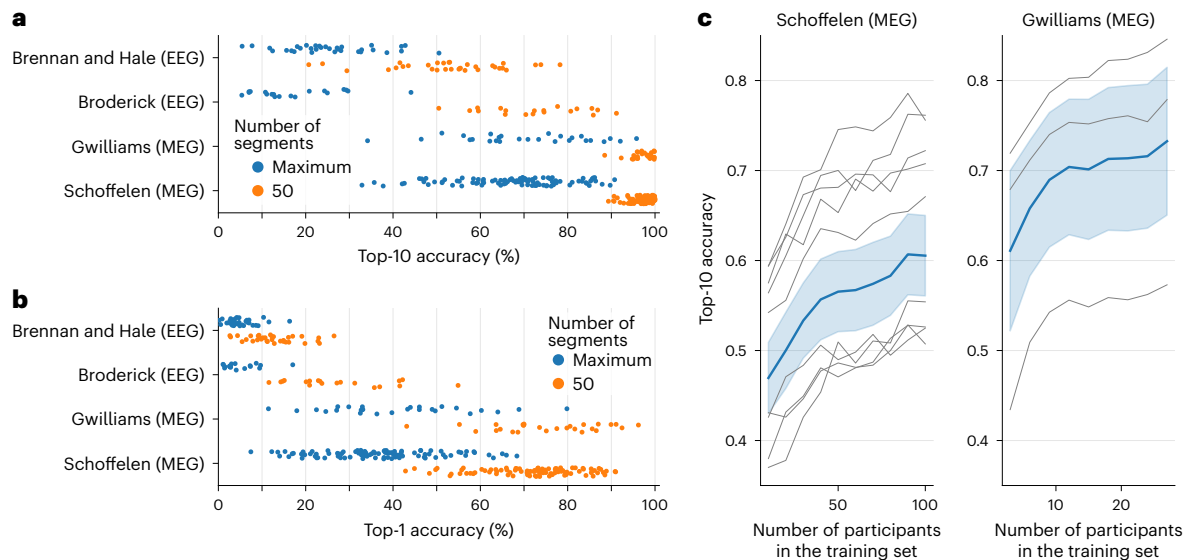 a
Brennan and Hale (EEG)
Broderick (EEG)
Gwilliams (MEG)
Schoffelen (MEG)
Number of
segments
Maximum
50
0 20 40 60 80 100
Top-10 accuracy (%)
b
Brennan and Hale (EEG)
Broderick (EEG)
Gwilliams (MEG)
Schoffelen (MEG)
Number of
segments
Maximum
50
0 20 40 60 80 100
Top-1 accuracy (%)
c
Schoffelen (MEG)
Top-10 accuracy
0.8
0.7
0.6
0.5
0.4
50 100
Number of participants
in the training set
Gwilliams (MEG)
0.8
0.7
0.6
0.5
0.4
10 20
Number of participants
in the training set